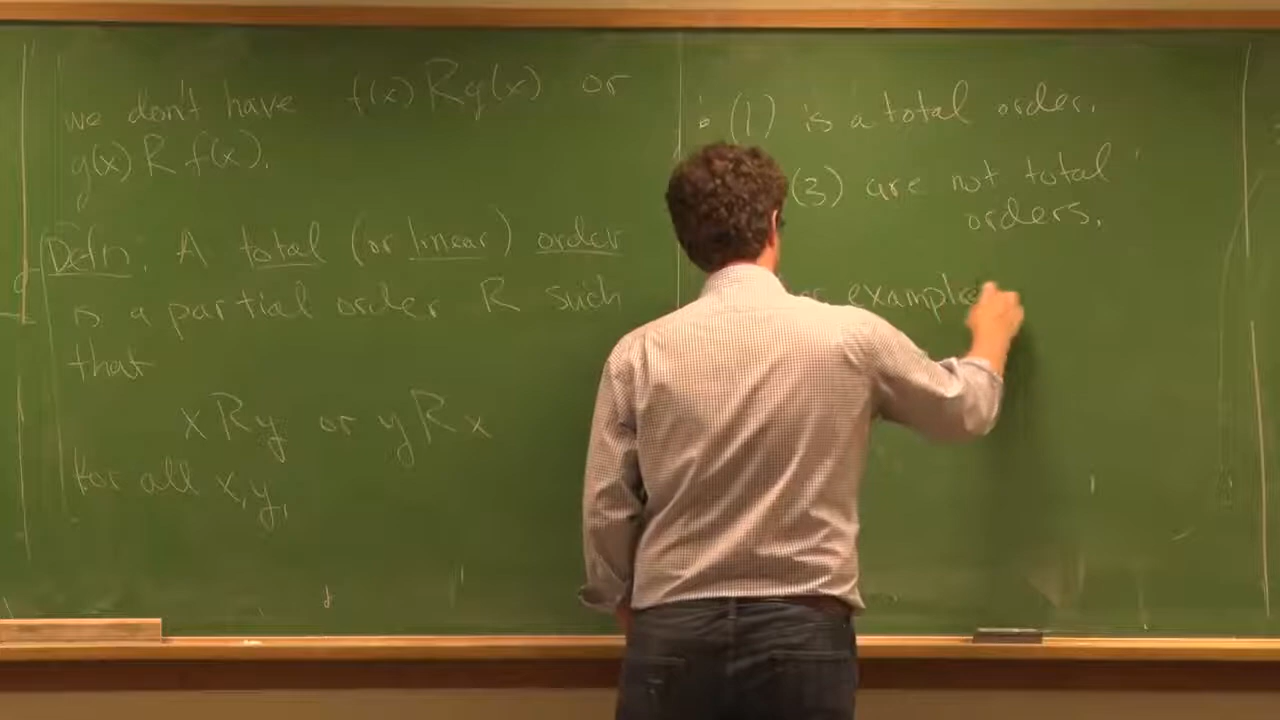 we don't have f(x) R g(x) or
g(x) R f(x).
Defn. A total (or linear) order
is a partial order R such
that
x R y or y R x
for all x, y.
(1) is a total order.
(3) are not total
orders.
example